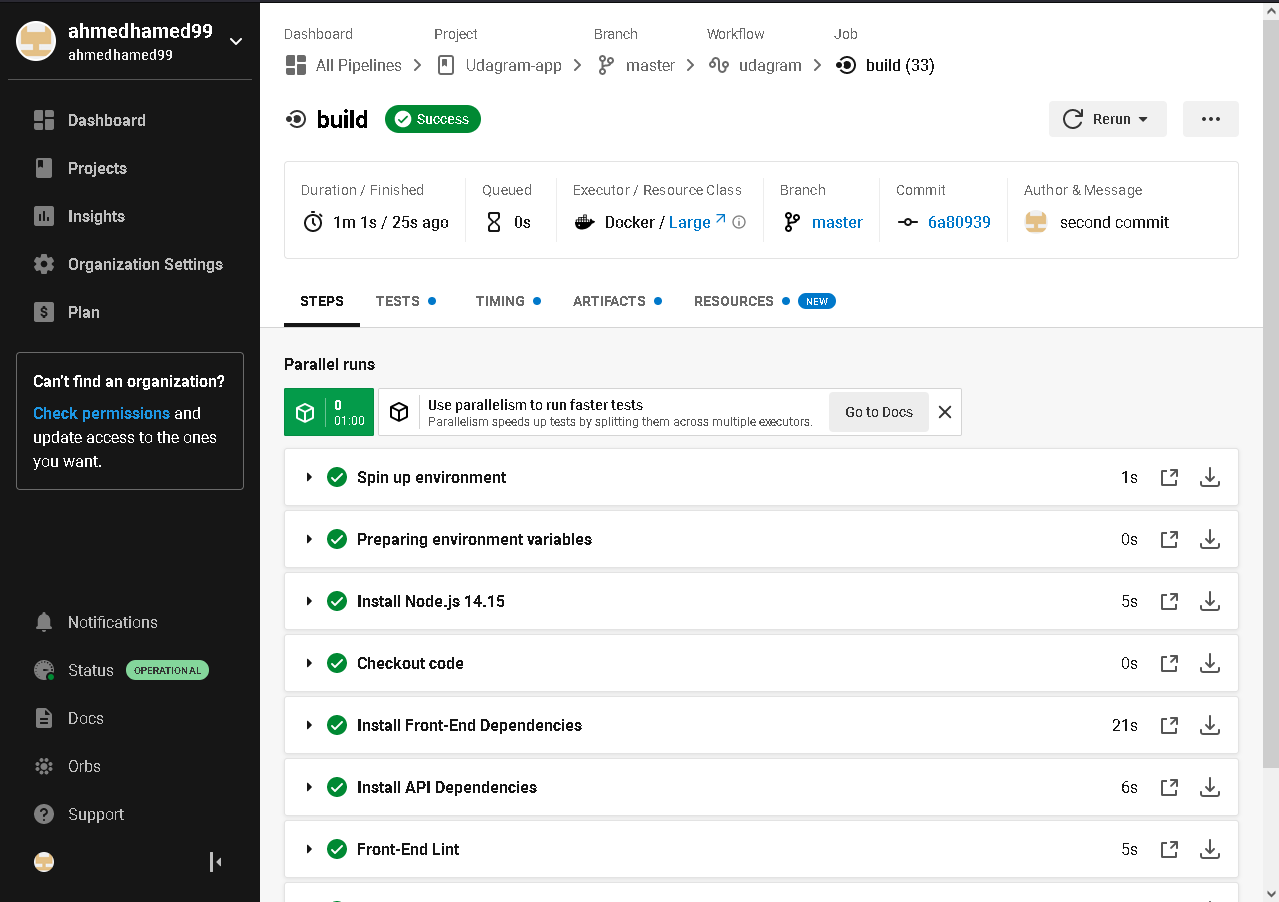 ahmedhamed99
ahmedhamed99
Dashboard
Projects
Insights
Organization Settings
Plan
Can't find an organization?
Check permissions and
update access to the ones
you want.
Notifications
Status OPERATIONAL
Docs
Orbs
Support
Dashboard Project Branch Workflow Job
All Pipelines Udagram-app master udagram build (33)
build Success Rerun
Duration / Finished Queued Executor / Resource Class Branch Commit Author & Message
1m 1s / 25s ago 0s Docker / Large master 6a80939 second commit
STEPS TESTS TIMING ARTIFACTS RESOURCES NEW
Parallel runs
0
01:00
Use parallelism to run faster tests
Parallelism speeds up tests by splitting them across multiple executors.
Go to Docs
Spin up environment 1s
Preparing environment variables 0s
Install Node.js 14.15 5s
Checkout code 0s
Install Front-End Dependencies 21s
Install API Dependencies 6s
Front-End Lint 5s